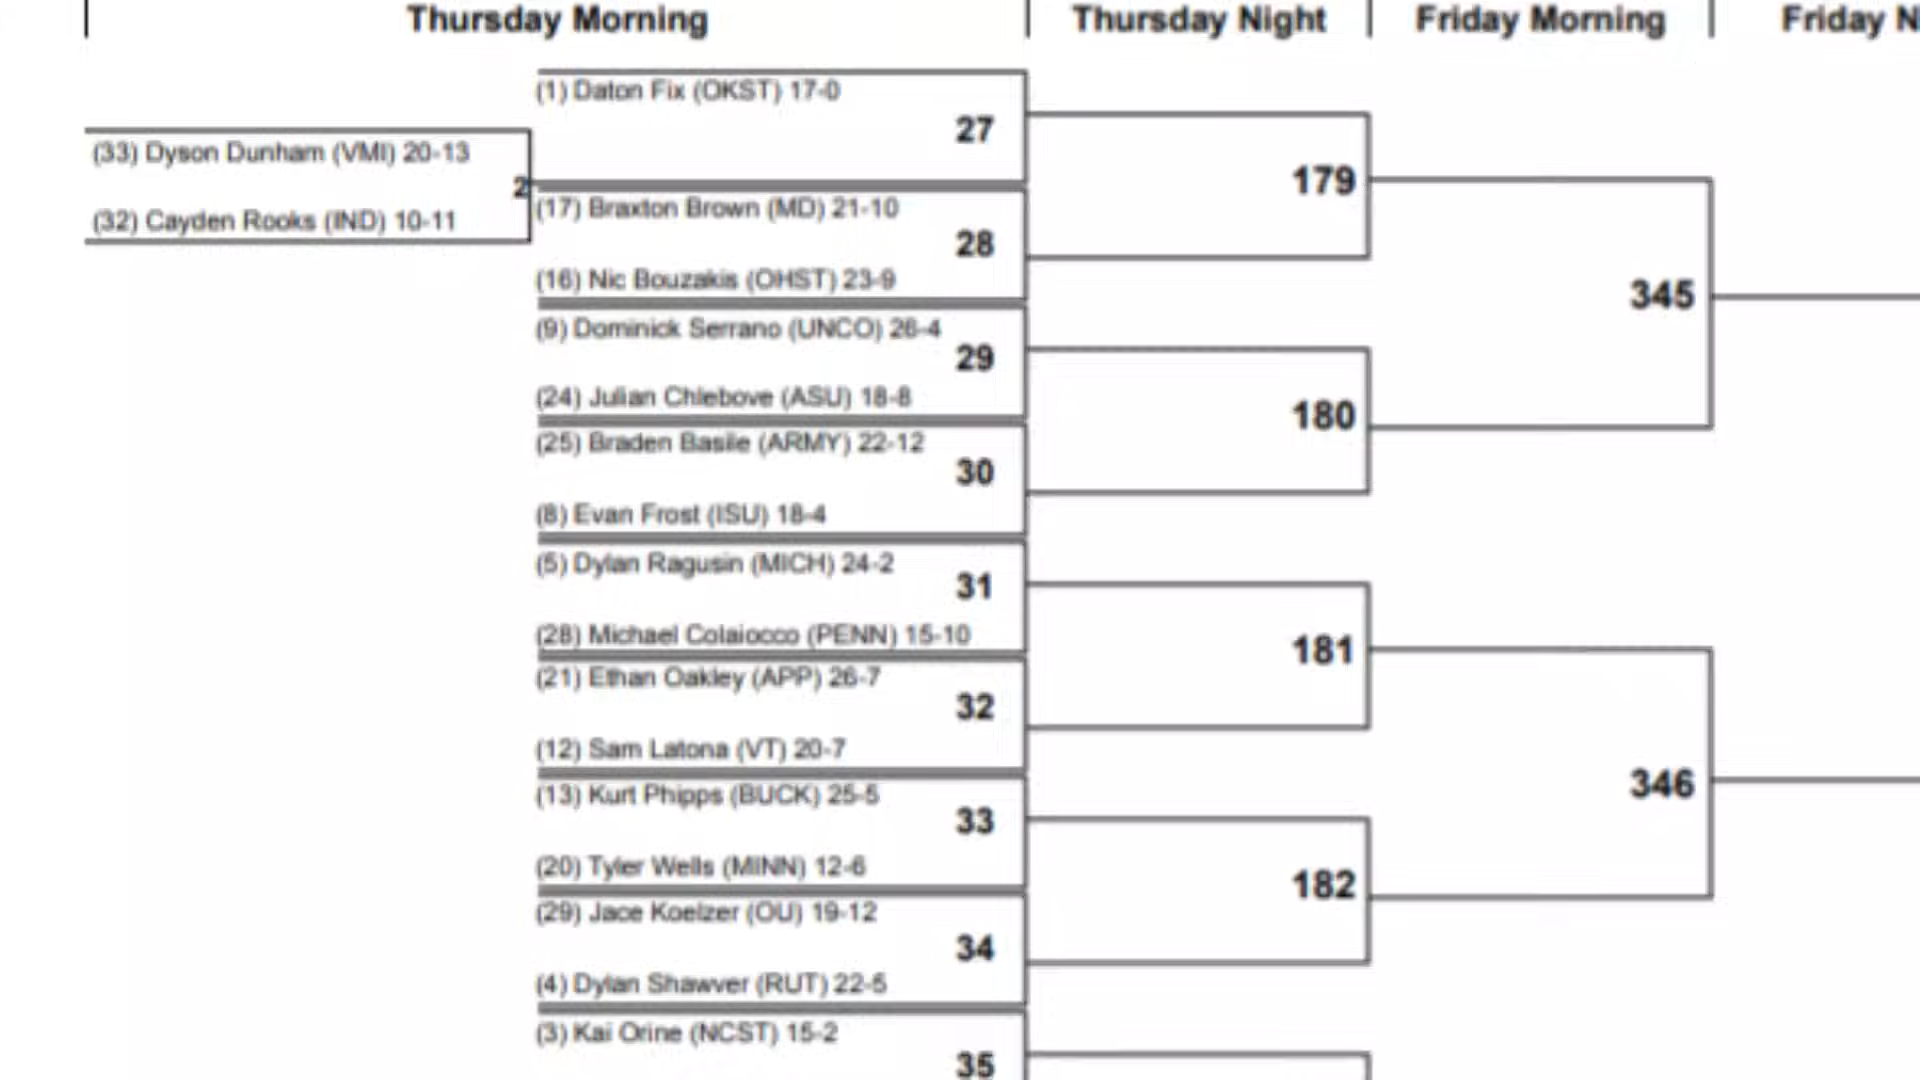 Thursday Morning
Thursday Night
Friday Morning
Friday N
(1) Daton Fix (OKST) 17-0
27
(33) Dyson Dunham (VMI) 20-13
2
(32) Cayden Rooks (IND) 10-11
179
(17) Braxton Brown (MD) 21-10
28
(16) Nic Bouzakis (OHST) 23-9
345
(9) Dominick Serrano (UNCO) 26-4
29
(24) Julian Chlebove (ASU) 18-8
180
(25) Braden Basile (ARMY) 22-12
30
(8) Evan Frost (ISU) 18-4
(5) Dylan Ragusin (MICH) 24-2
31
(28) Michael Colaiocco (PENN) 15-10
181
(21) Ethan Oakley (APP) 26-7
32
(12) Sam Latona (VT) 20-7
346
(13) Kurt Phipps (BUCK) 25-5
33
(20) Tyler Wells (MINN) 12-6
182
(29) Jace Koelzer (OU) 19-12
34
(4) Dylan Shawver (RUT) 22-5
(3) Kai Orine (NCST) 15-2
35